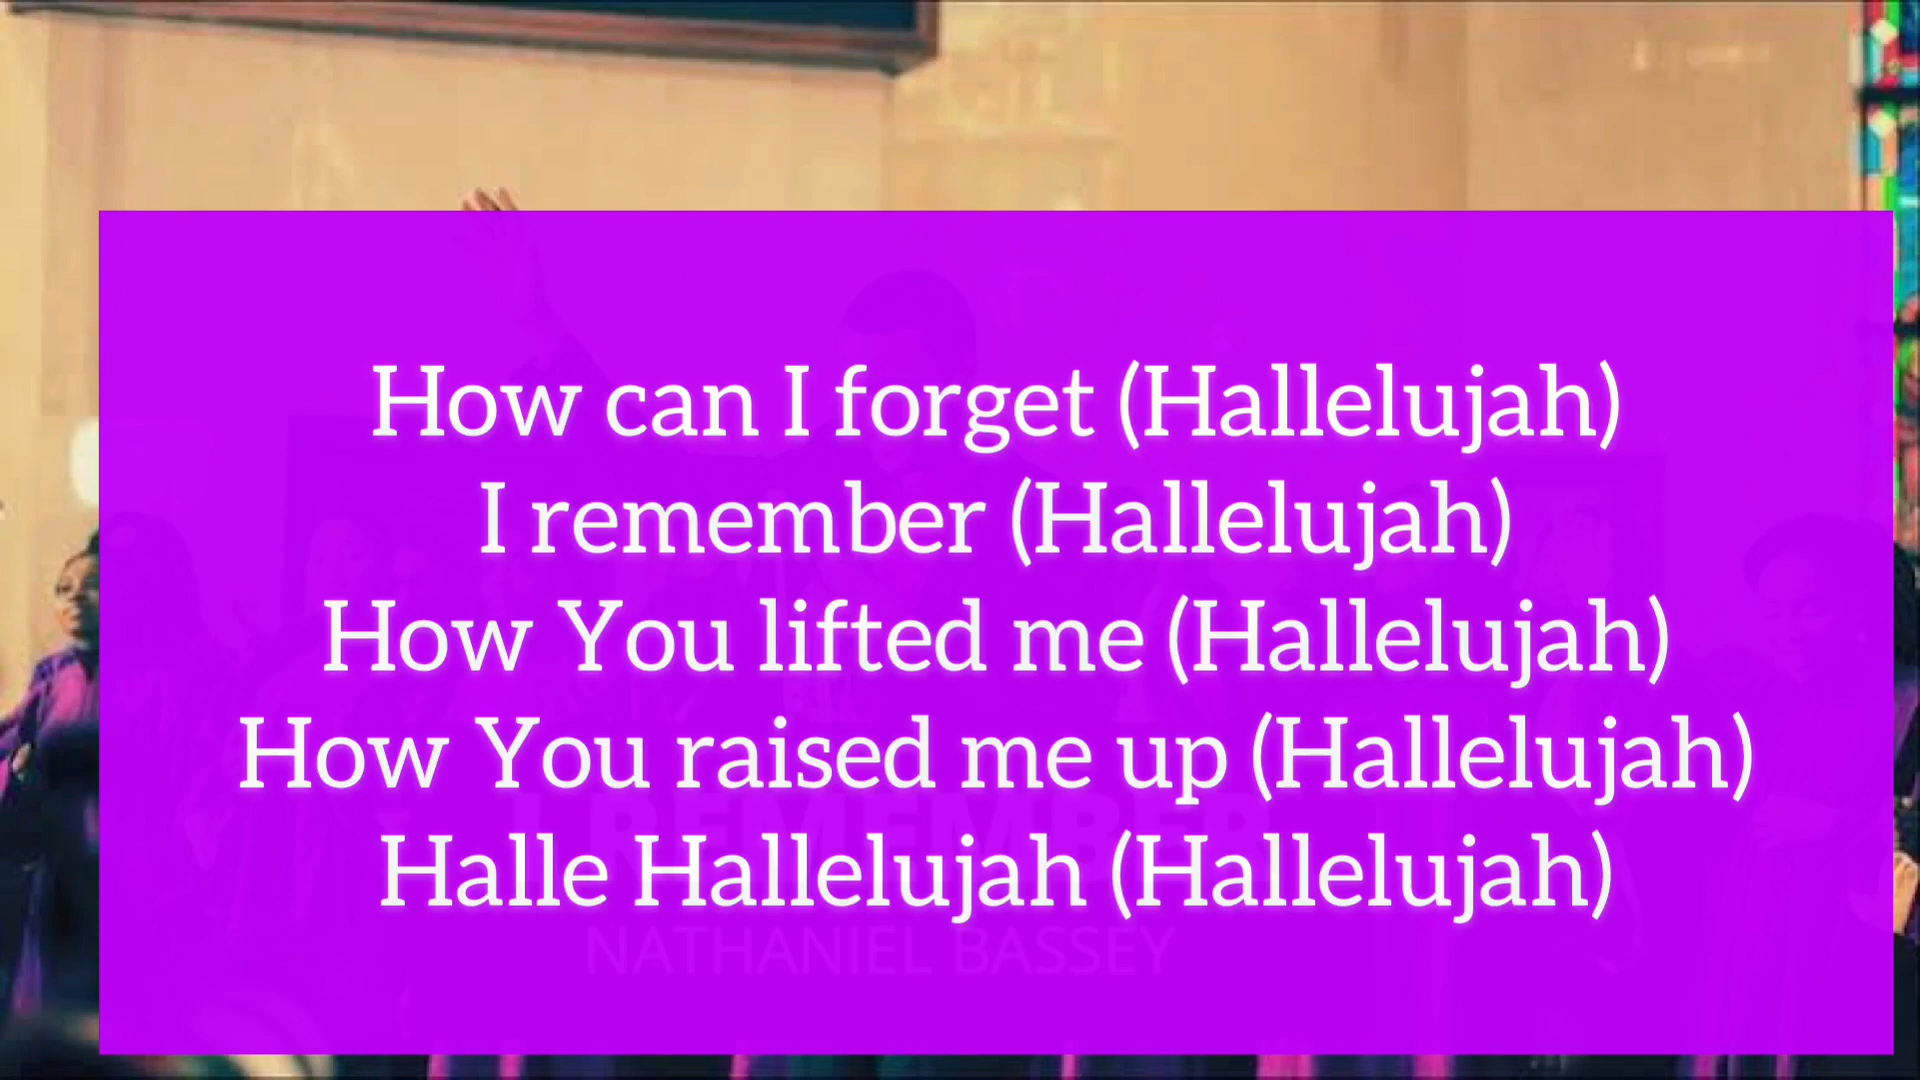 How can I forget (Hallelujah)
I remember (Hallelujah)
How You lifted me (Hallelujah)
How You raised me up (Hallelujah)
I REMEMBER
Halle Hallelujah (Hallelujah)
NATHANIEL BASSEY